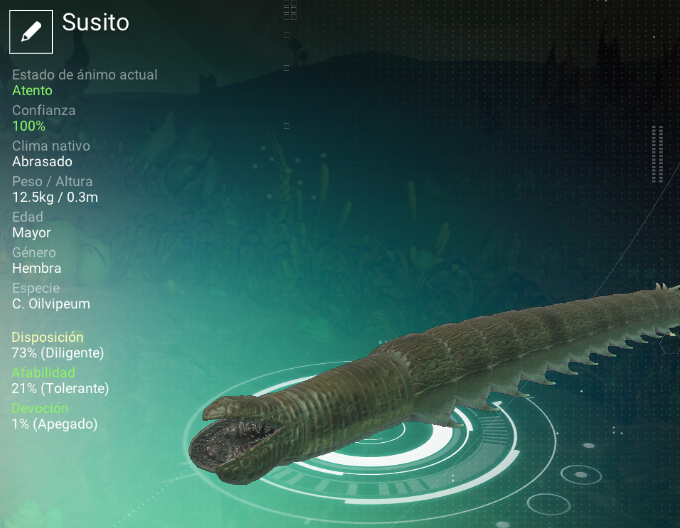 Susito
Estado de ánimo actual
Atento
Confianza
100%
Clima nativo
Abrasado
Peso / Altura
12.5kg / 0.3m
Edad
Mayor
Género
Hembra
Especie
C. Oilvipeum
Disposición
73% (Diligente)
Afabilidad
21% (Tolerante)
Devoción
1% (Apegado)